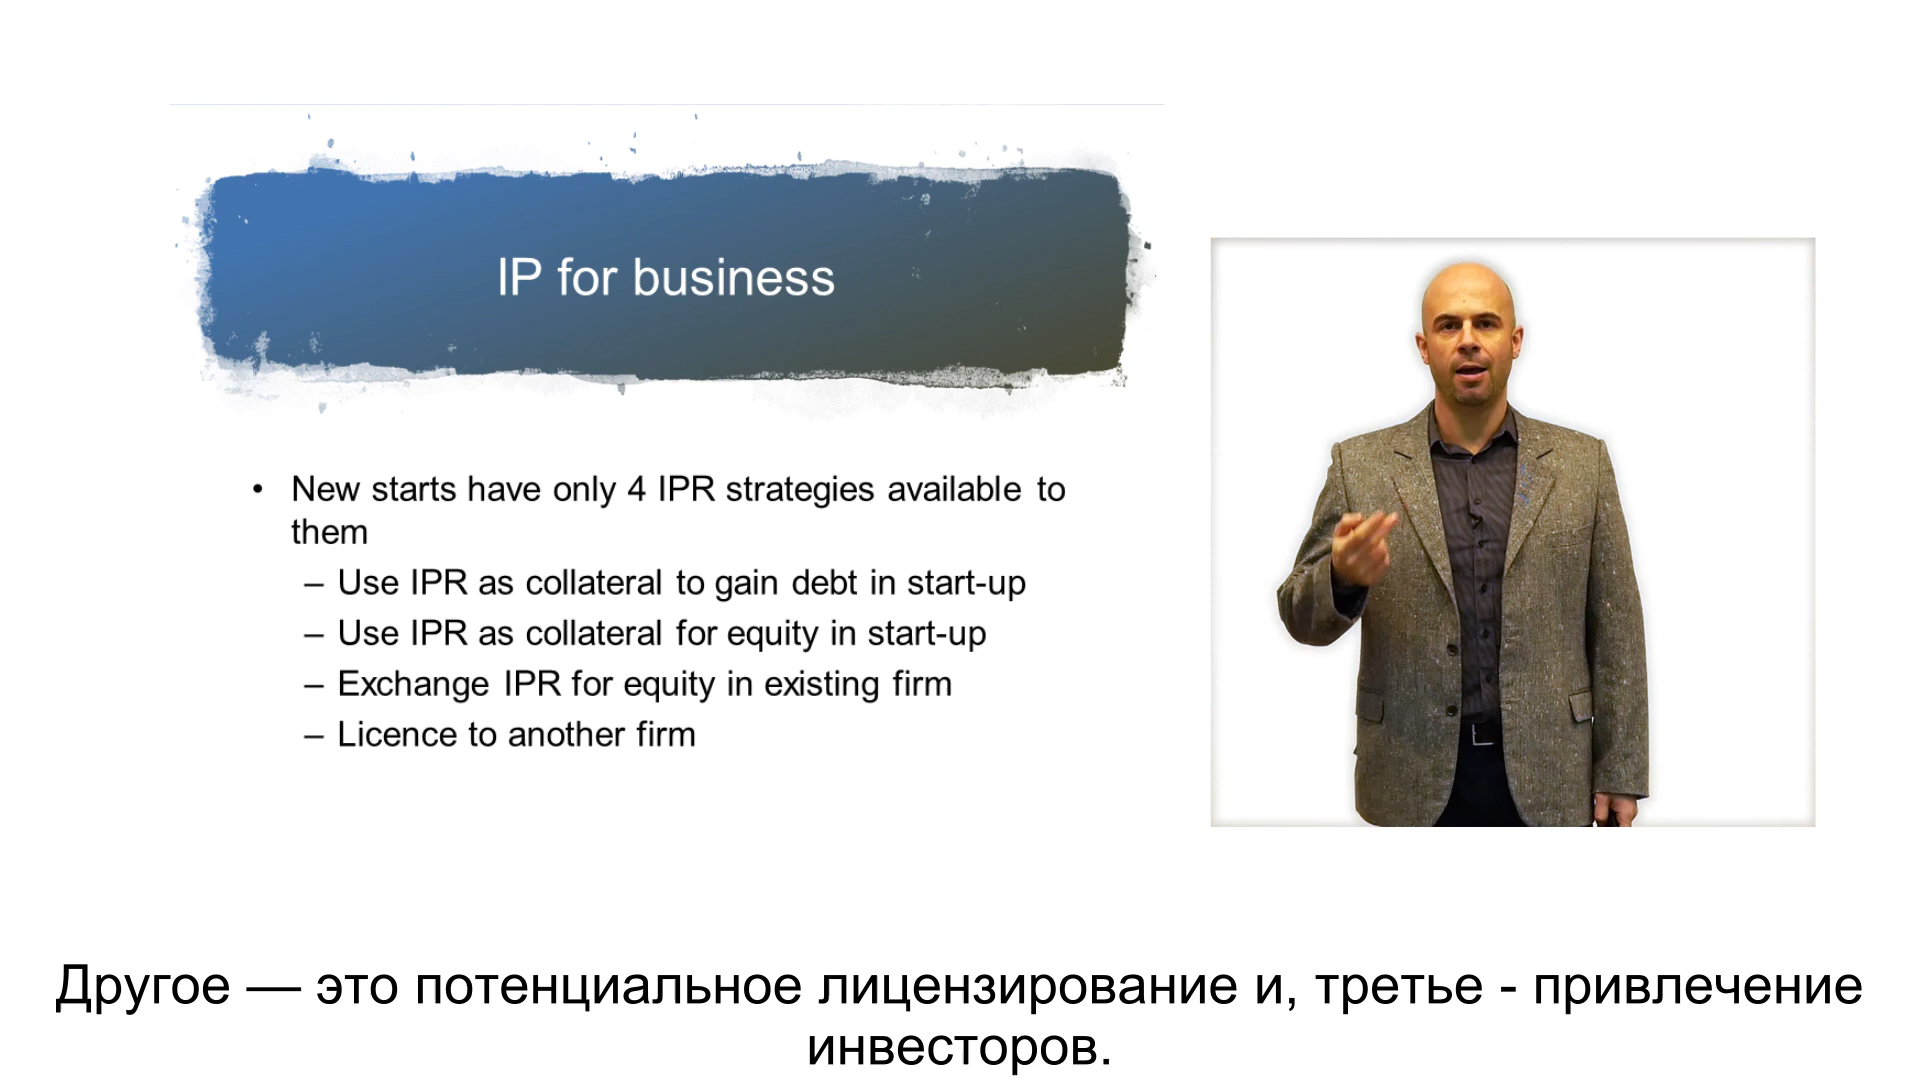 IP for business
• New starts have only 4 IPR strategies available to
them
– Use IPR as collateral to gain debt in start-up
– Use IPR as collateral for equity in start-up
– Exchange IPR for equity in existing firm
– Licence to another firm
Другое — это потенциальное лицензирование и, третье - привлечение
инвесторов.